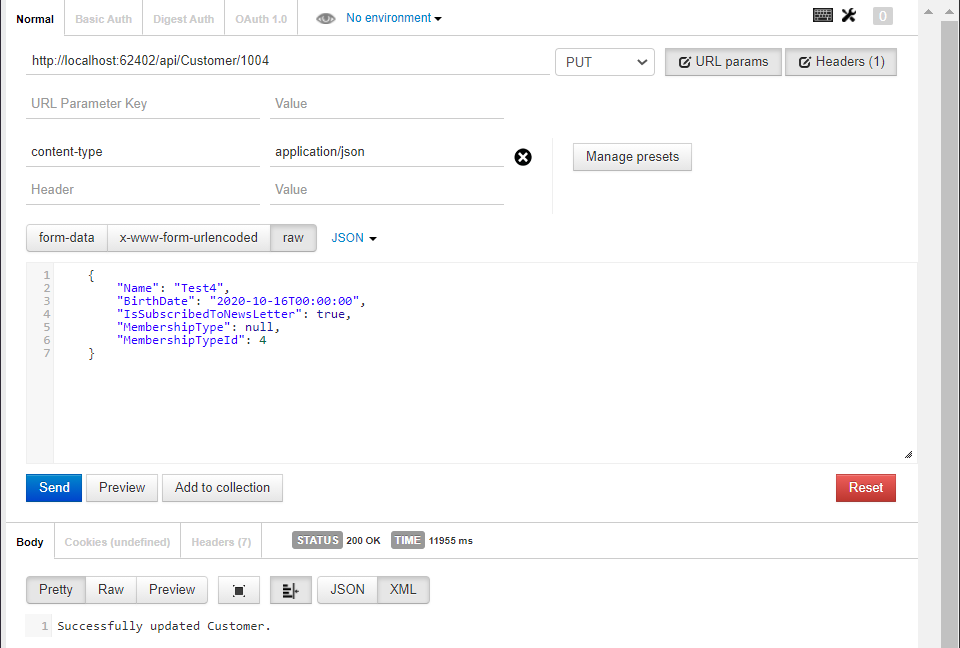 Normal Basic Auth Digest Auth OAuth 1.0 No environment 0
http://localhost:62402/api/Customer/1004 PUT URL params Headers (1)
URL Parameter Key Value
content-type application/json Manage presets
Header Value
form-data x-www-form-urlencoded raw JSON
1 {
2 "Name": "Test4",
3 "BirthDate": "2020-10-16T00:00:00",
4 "IsSubscribedToNewsLetter": true,
5 "MembershipType": null,
6 "MembershipTypeId": 4
7 }
Send Preview Add to collection Reset
Body Cookies (undefined) Headers (7) STATUS 200 OK TIME 11955 ms
Pretty Raw Preview JSON XML
1 Successfully updated Customer.